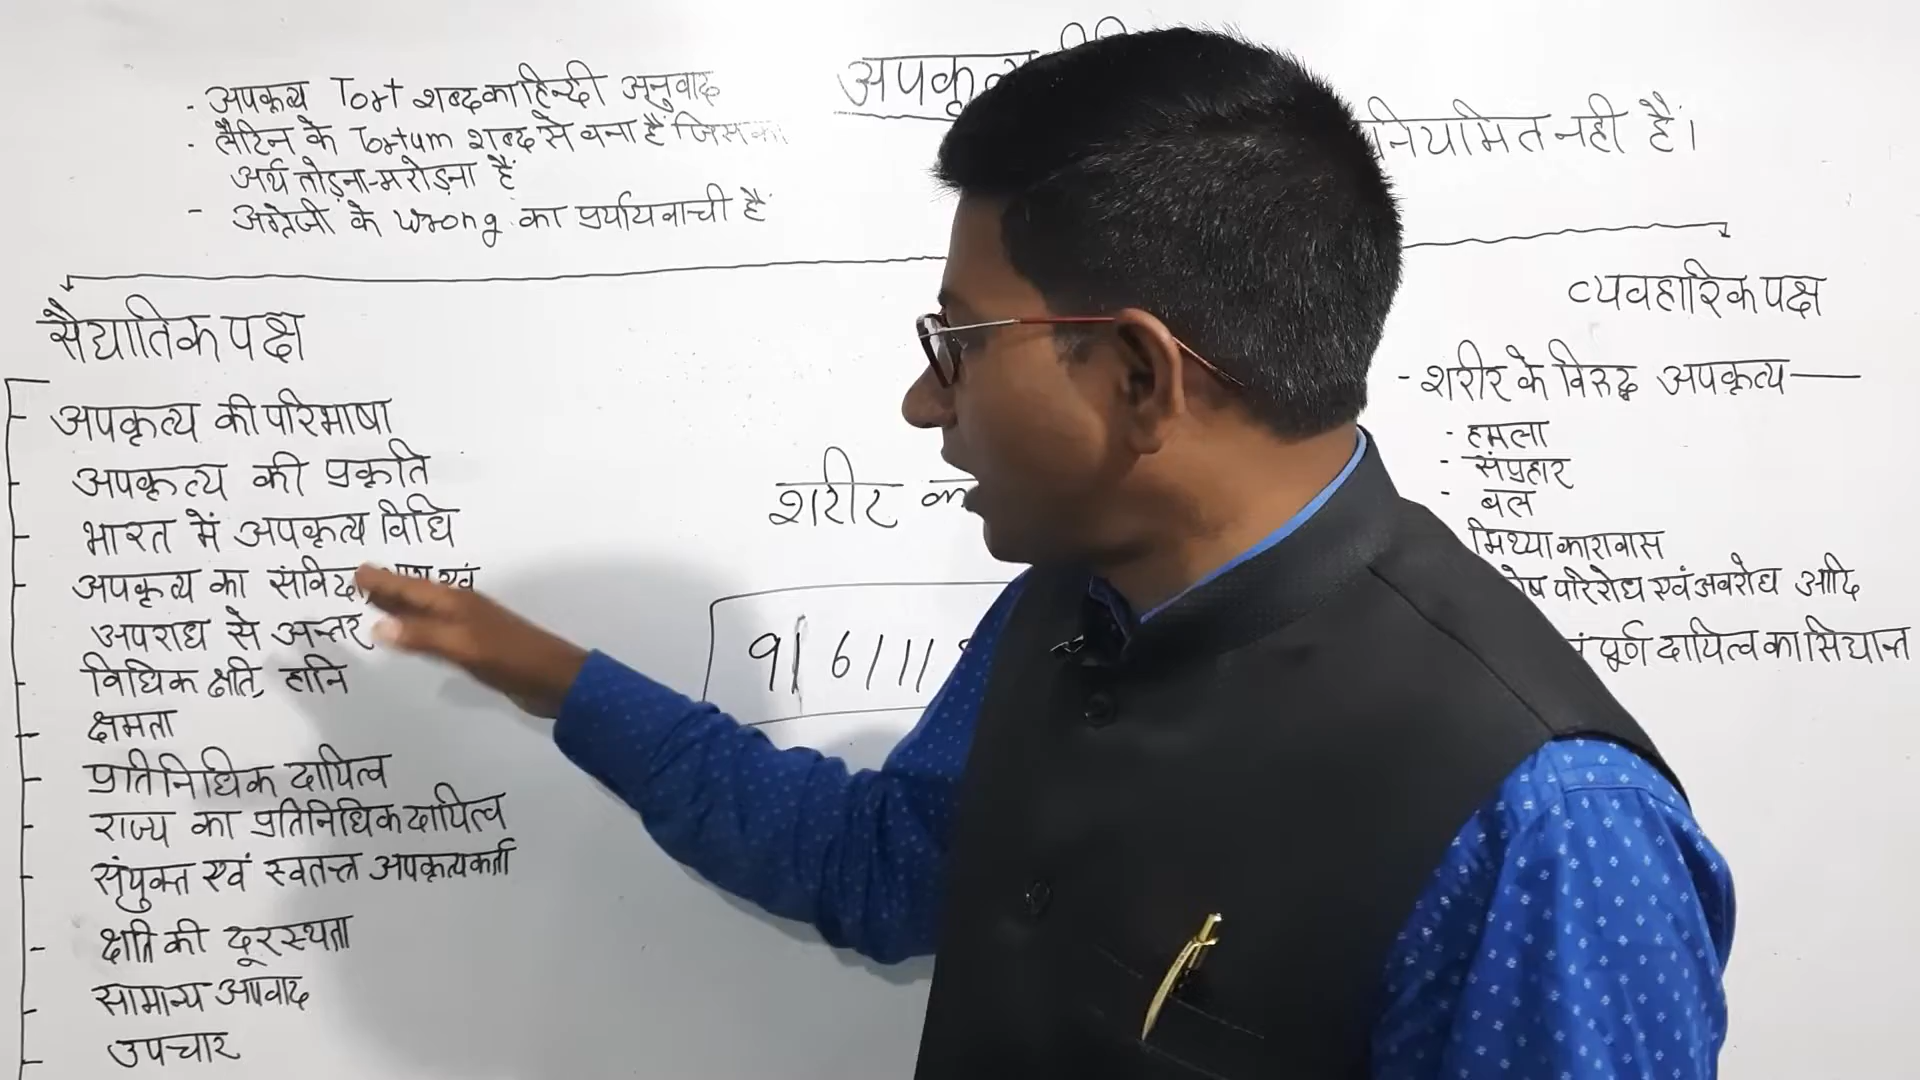 - अपकृत्य Tort शब्द का हिन्दी अनुवाद
- लैटिन के Tortum शब्द से बना है जिसका
अर्थ तोड़ना-मरोड़ना है
- अंग्रेजी के wrong का पर्यायवाची है
अपकृत्य
नियमित नही है।
सैद्यातिक पक्ष
अपकृत्य की परिभाषा
अपकृत्य की प्रकृति
भारत में अपकृत्य विधि
अपकृत्य का संविदा एवं
अपराध से अन्तर
विधिक क्षति, हानि
क्षमता
प्रतिनिधिक दायित्व
राज्य का प्रतिनिधिक दायित्व
संयुक्त एवं स्वतन्त्र अपकृत्यकर्ता
क्षति की दूरस्थता
सामान्य अपवाद
उपचार
शरीर
9/6/11
व्यवहारिक पक्ष
- शरीर के विरुद्ध अपकृत्य —
- हमला
- संप्रहार
- बल
मिथ्या कारावास
परिरोध एवं अवरोध आदि
पूर्ण दायित्व का सिद्यान्त